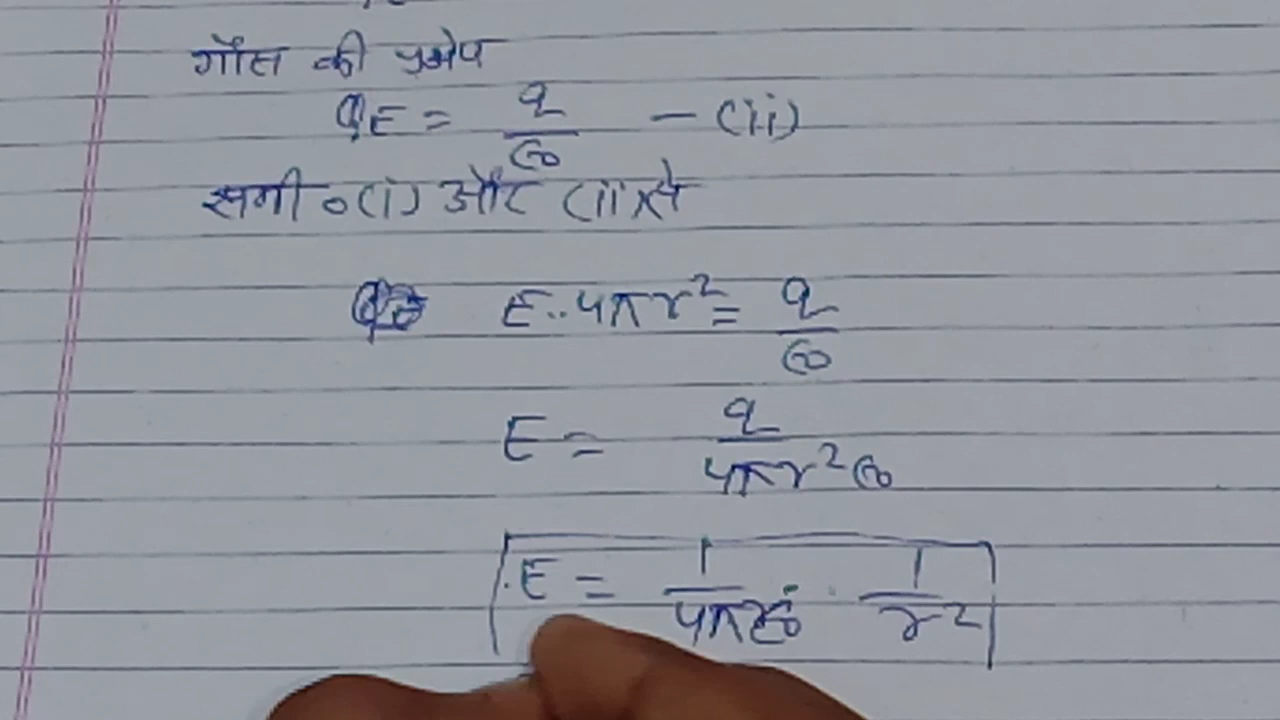 गॉस की प्रमेय
ϕE = q/ε0 — (ii)
समी०(i) और (ii) से
E..4πr² = q/ε0
E = q/4πr²ε0
E = 1/4πε0 . 1/r²